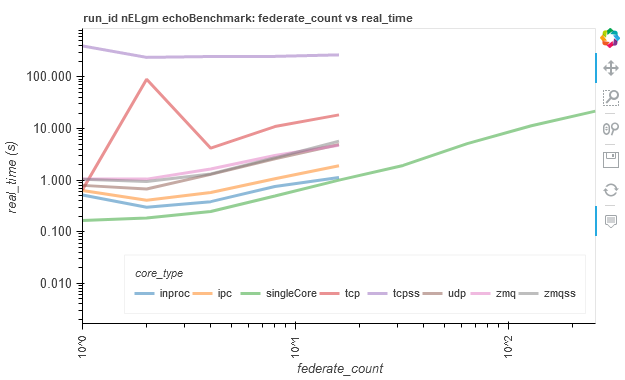 run_id nELgm echoBenchmark: federate_count vs real_time
100.000
10.000
1.000
0.100
0.010
real_time (s)
core_type
inproc ipc singleCore tcp tcpss udp zmq zmqss
10^0 10^1 10^2
federate_count